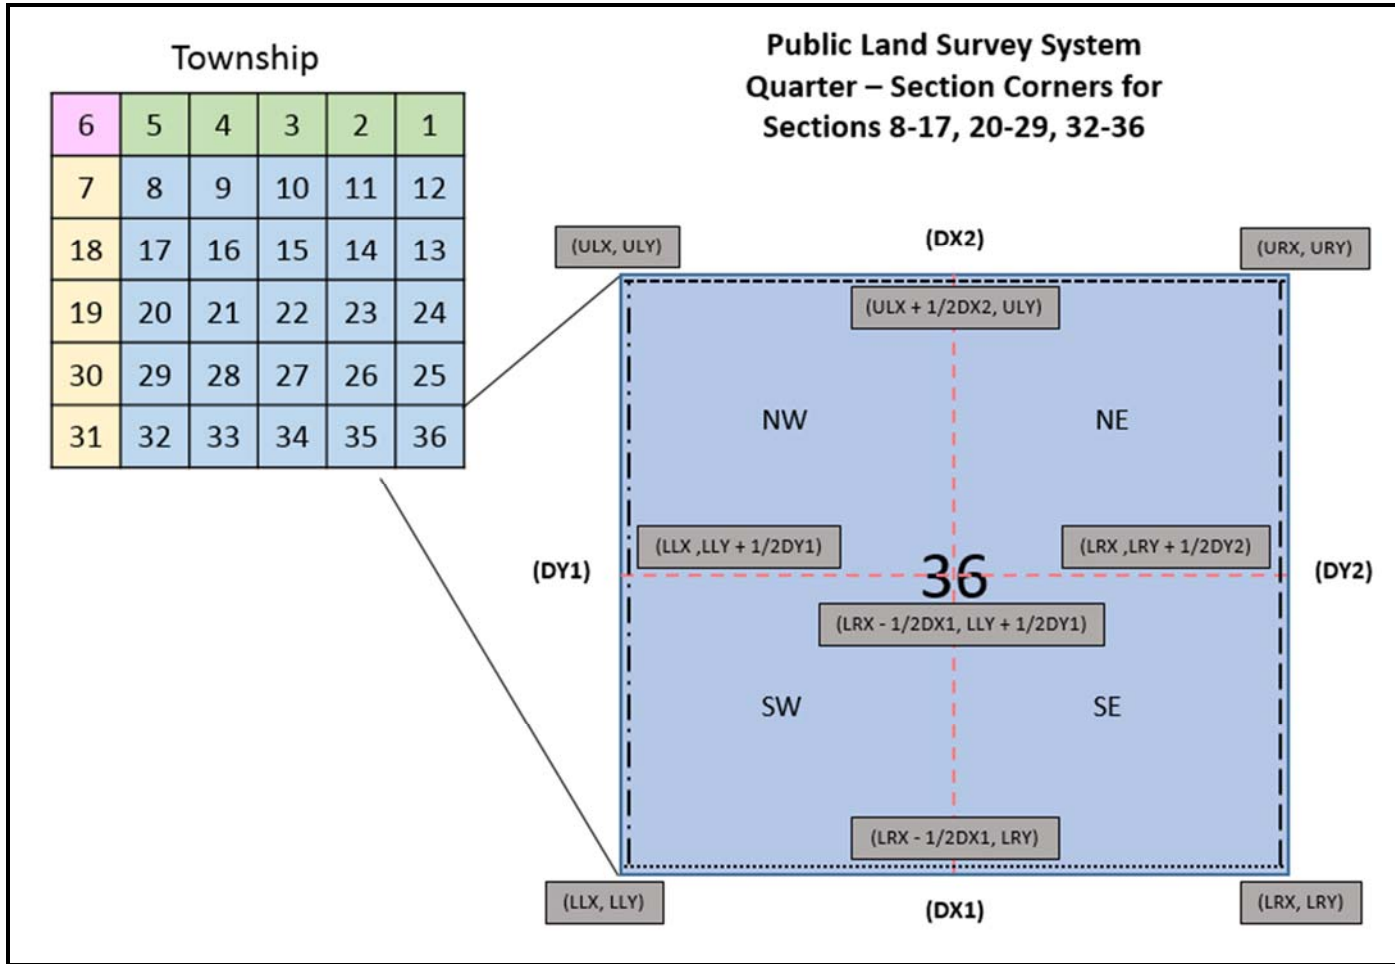 Township
6 5 4 3 2 1
7 8 9 10 11 12
18 17 16 15 14 13
19 20 21 22 23 24
30 29 28 27 26 25
31 32 33 34 35 36
Public Land Survey System
Quarter – Section Corners for
Sections 8-17, 20-29, 32-36
(ULX, ULY)
(DX2)
(URX, URY)
(ULX + 1/2DX2, ULY)
NW
NE
(DY1)
(LLX ,LLY + 1/2DY1)
36
(LRX ,LRY + 1/2DY2)
(DY2)
(LRX - 1/2DX1, LLY + 1/2DY1)
SW
SE
(LRX - 1/2DX1, LRY)
(LLX, LLY)
(DX1)
(LRX, LRY)